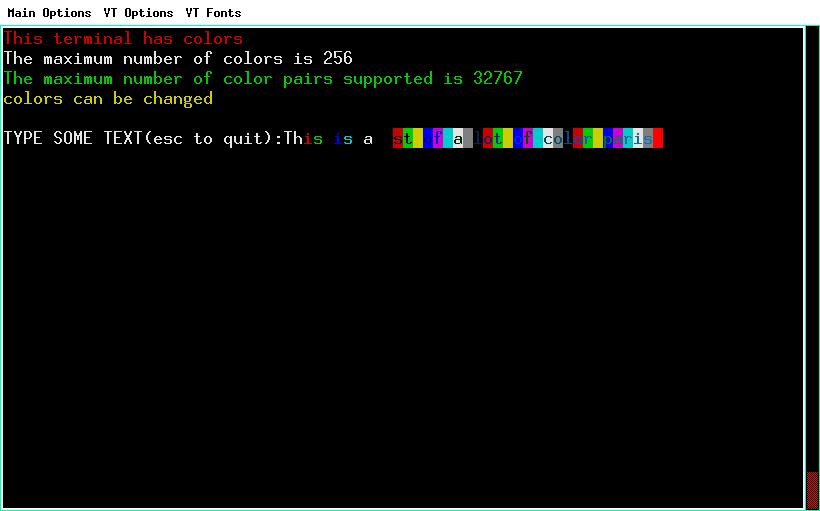 Main Options VT Options VT Fonts
This terminal has colors
The maximum number of colors is 256
The maximum number of color pairs supported is 32767
colors can be changed
TYPE SOME TEXT(esc to quit):This is a st of a lot of color paris